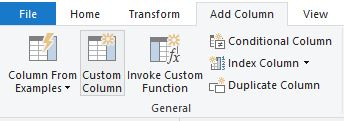 File Home Transform Add Column View
Column From Examples
Custom Column
Invoke Custom Function
Conditional Column
Index Column
Duplicate Column
General